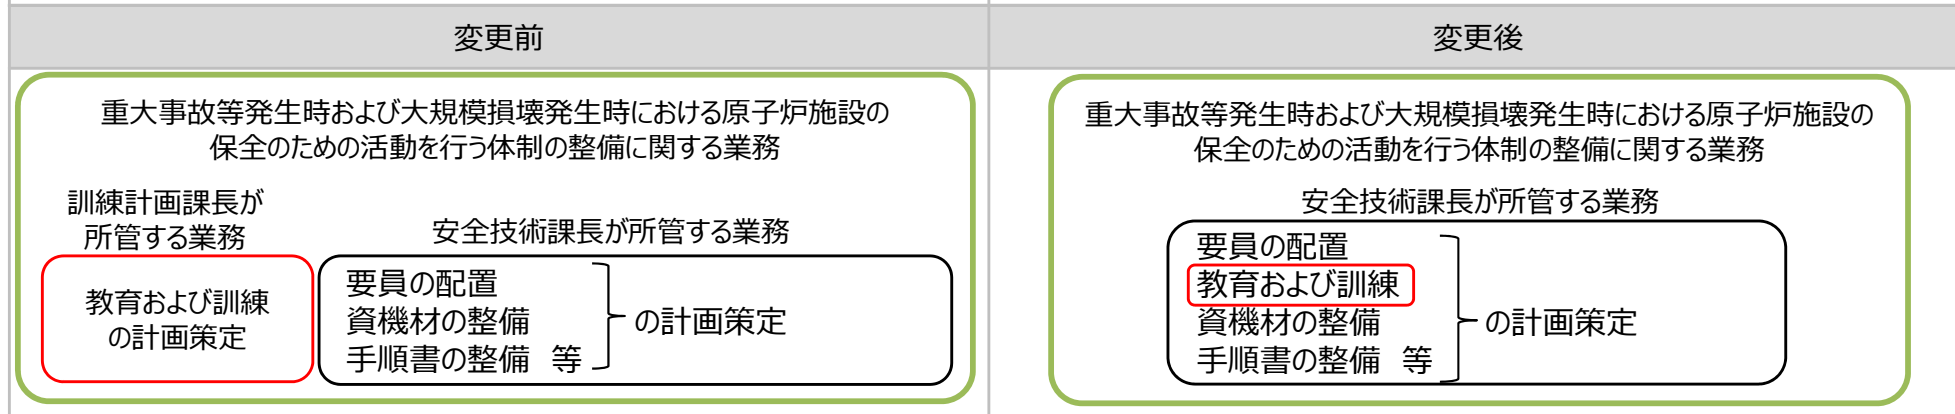 変更前
重大事故等発生時および大規模損壊発生時における原子炉施設の
保全のための活動を行う体制の整備に関する業務
訓練計画課長が
所管する業務
教育および訓練
の計画策定
安全技術課長が所管する業務
要員の配置
資機材の整備
手順書の整備 等
の計画策定
変更後
重大事故等発生時および大規模損壊発生時における原子炉施設の
保全のための活動を行う体制の整備に関する業務
安全技術課長が所管する業務
要員の配置
教育および訓練
資機材の整備
手順書の整備 等
の計画策定